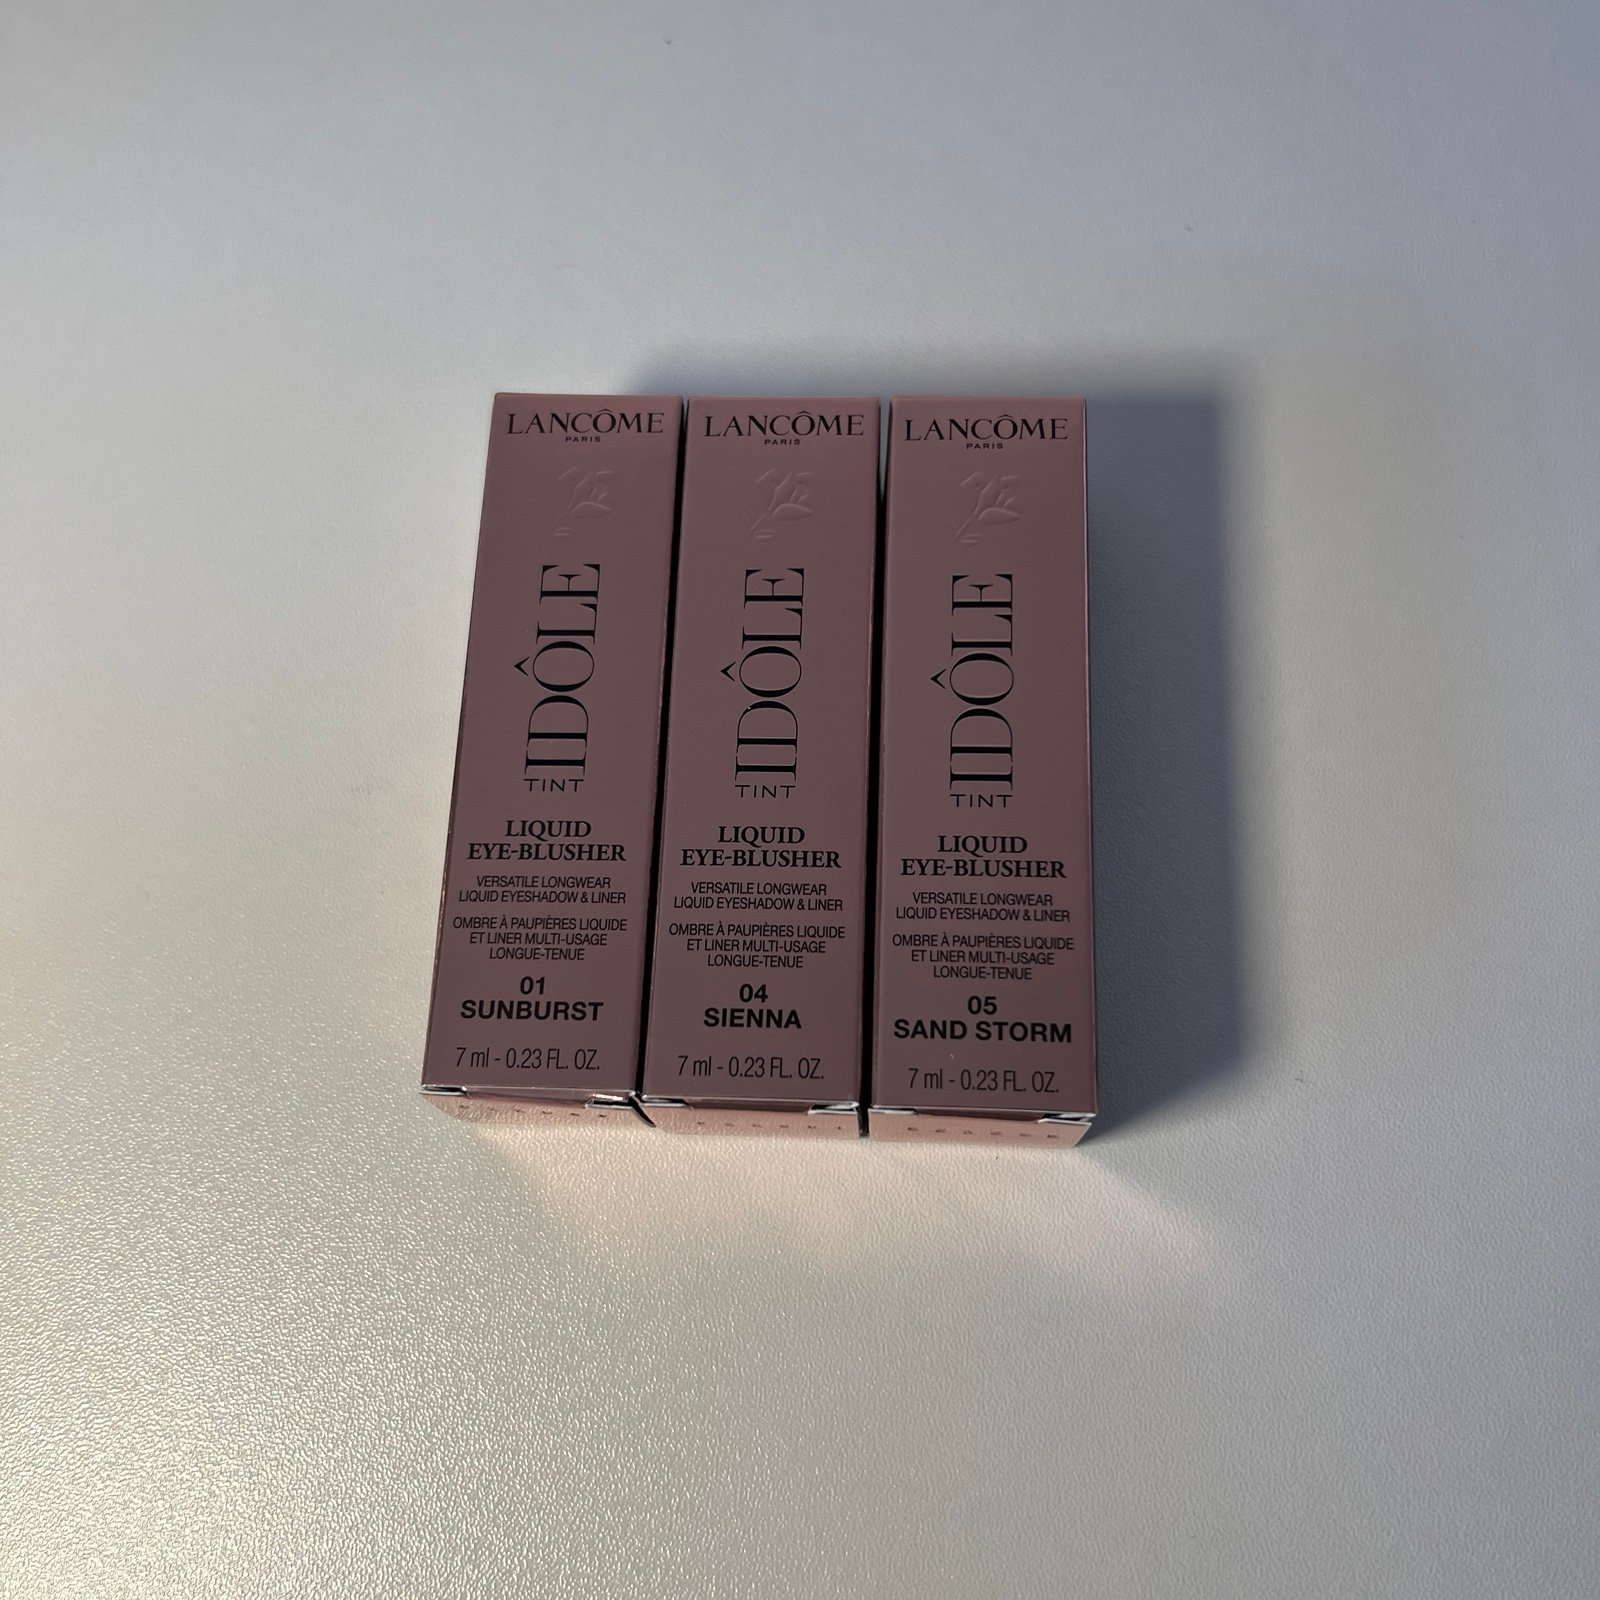 LANCÔME
PARIS
IDÔLE
TINT
LIQUID
EYE-BLUSHER
VERSATILE LONGWEAR
LIQUID EYESHADOW & LINER
OMBRE À PAUPIÈRES LIQUIDE
ET LINER MULTI-USAGE
LONGUE-TENUE
01
SUNBURST
7 ml - 0.23 FL. OZ.
LANCÔME
PARIS
IDÔLE
TINT
LIQUID
EYE-BLUSHER
VERSATILE LONGWEAR
LIQUID EYESHADOW & LINER
OMBRE À PAUPIÈRES LIQUIDE
ET LINER MULTI-USAGE
LONGUE-TENUE
04
SIENNA
7 ml - 0.23 FL. OZ.
LANCÔME
PARIS
IDÔLE
TINT
LIQUID
EYE-BLUSHER
VERSATILE LONGWEAR
LIQUID EYESHADOW & LINER
OMBRE À PAUPIÈRES LIQUIDE
ET LINER MULTI-USAGE
LONGUE-TENUE
05
SAND STORM
7 ml - 0.23 FL. OZ.